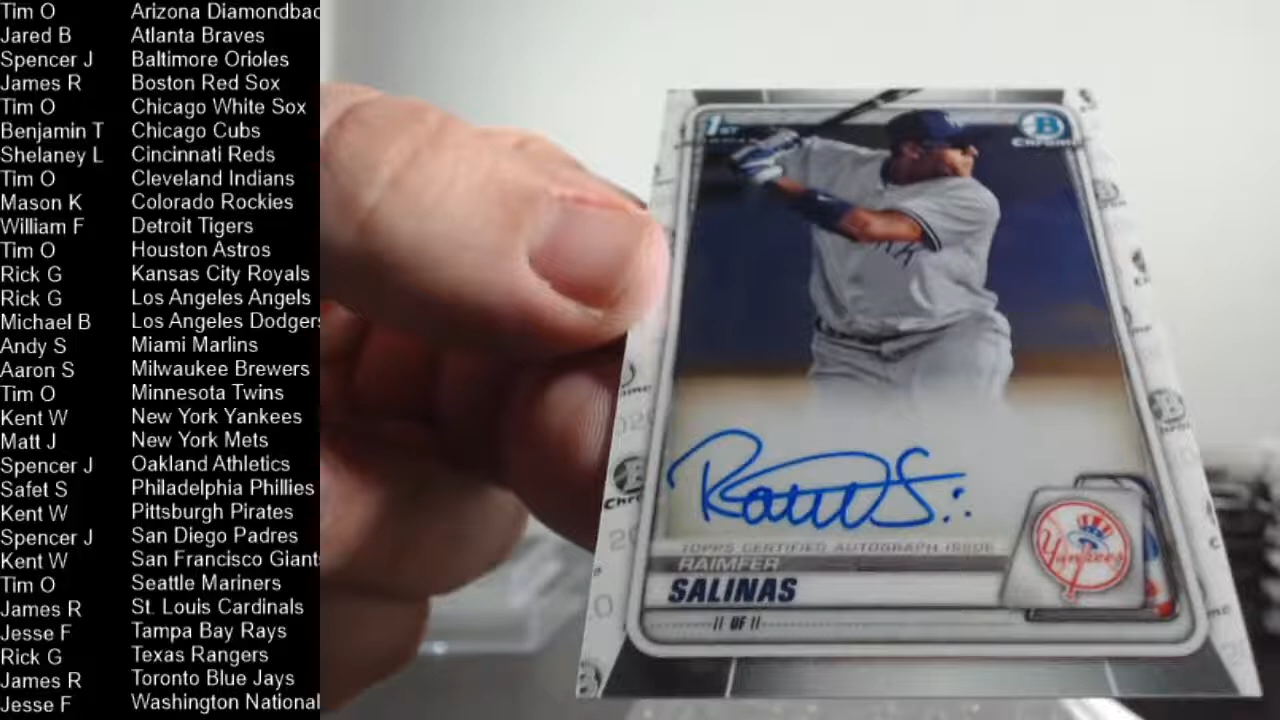 Tim O Arizona Diamondbac
Jared B Atlanta Braves
Spencer J Baltimore Orioles
James R Boston Red Sox
Tim O Chicago White Sox
Benjamin T Chicago Cubs
Shelaney L Cincinnati Reds
Tim O Cleveland Indians
Mason K Colorado Rockies
William F Detroit Tigers
Tim O Houston Astros
Rick G Kansas City Royals
Rick G Los Angeles Angels
Michael B Los Angeles Dodgers
Andy S Miami Marlins
Aaron S Milwaukee Brewers
Tim O Minnesota Twins
Kent W New York Yankees
Matt J New York Mets
Spencer J Oakland Athletics
Safet S Philadelphia Phillies
Kent W Pittsburgh Pirates
Spencer J San Diego Padres
Kent W San Francisco Giants
Tim O Seattle Mariners
James R St. Louis Cardinals
Jesse F Tampa Bay Rays
Rick G Texas Rangers
James R Toronto Blue Jays
Jesse F Washington National
1ST
B
CHROME
TOPPS CERTIFIED AUTOGRAPH ISSUE
RAIMFER
SALINAS
Yankees